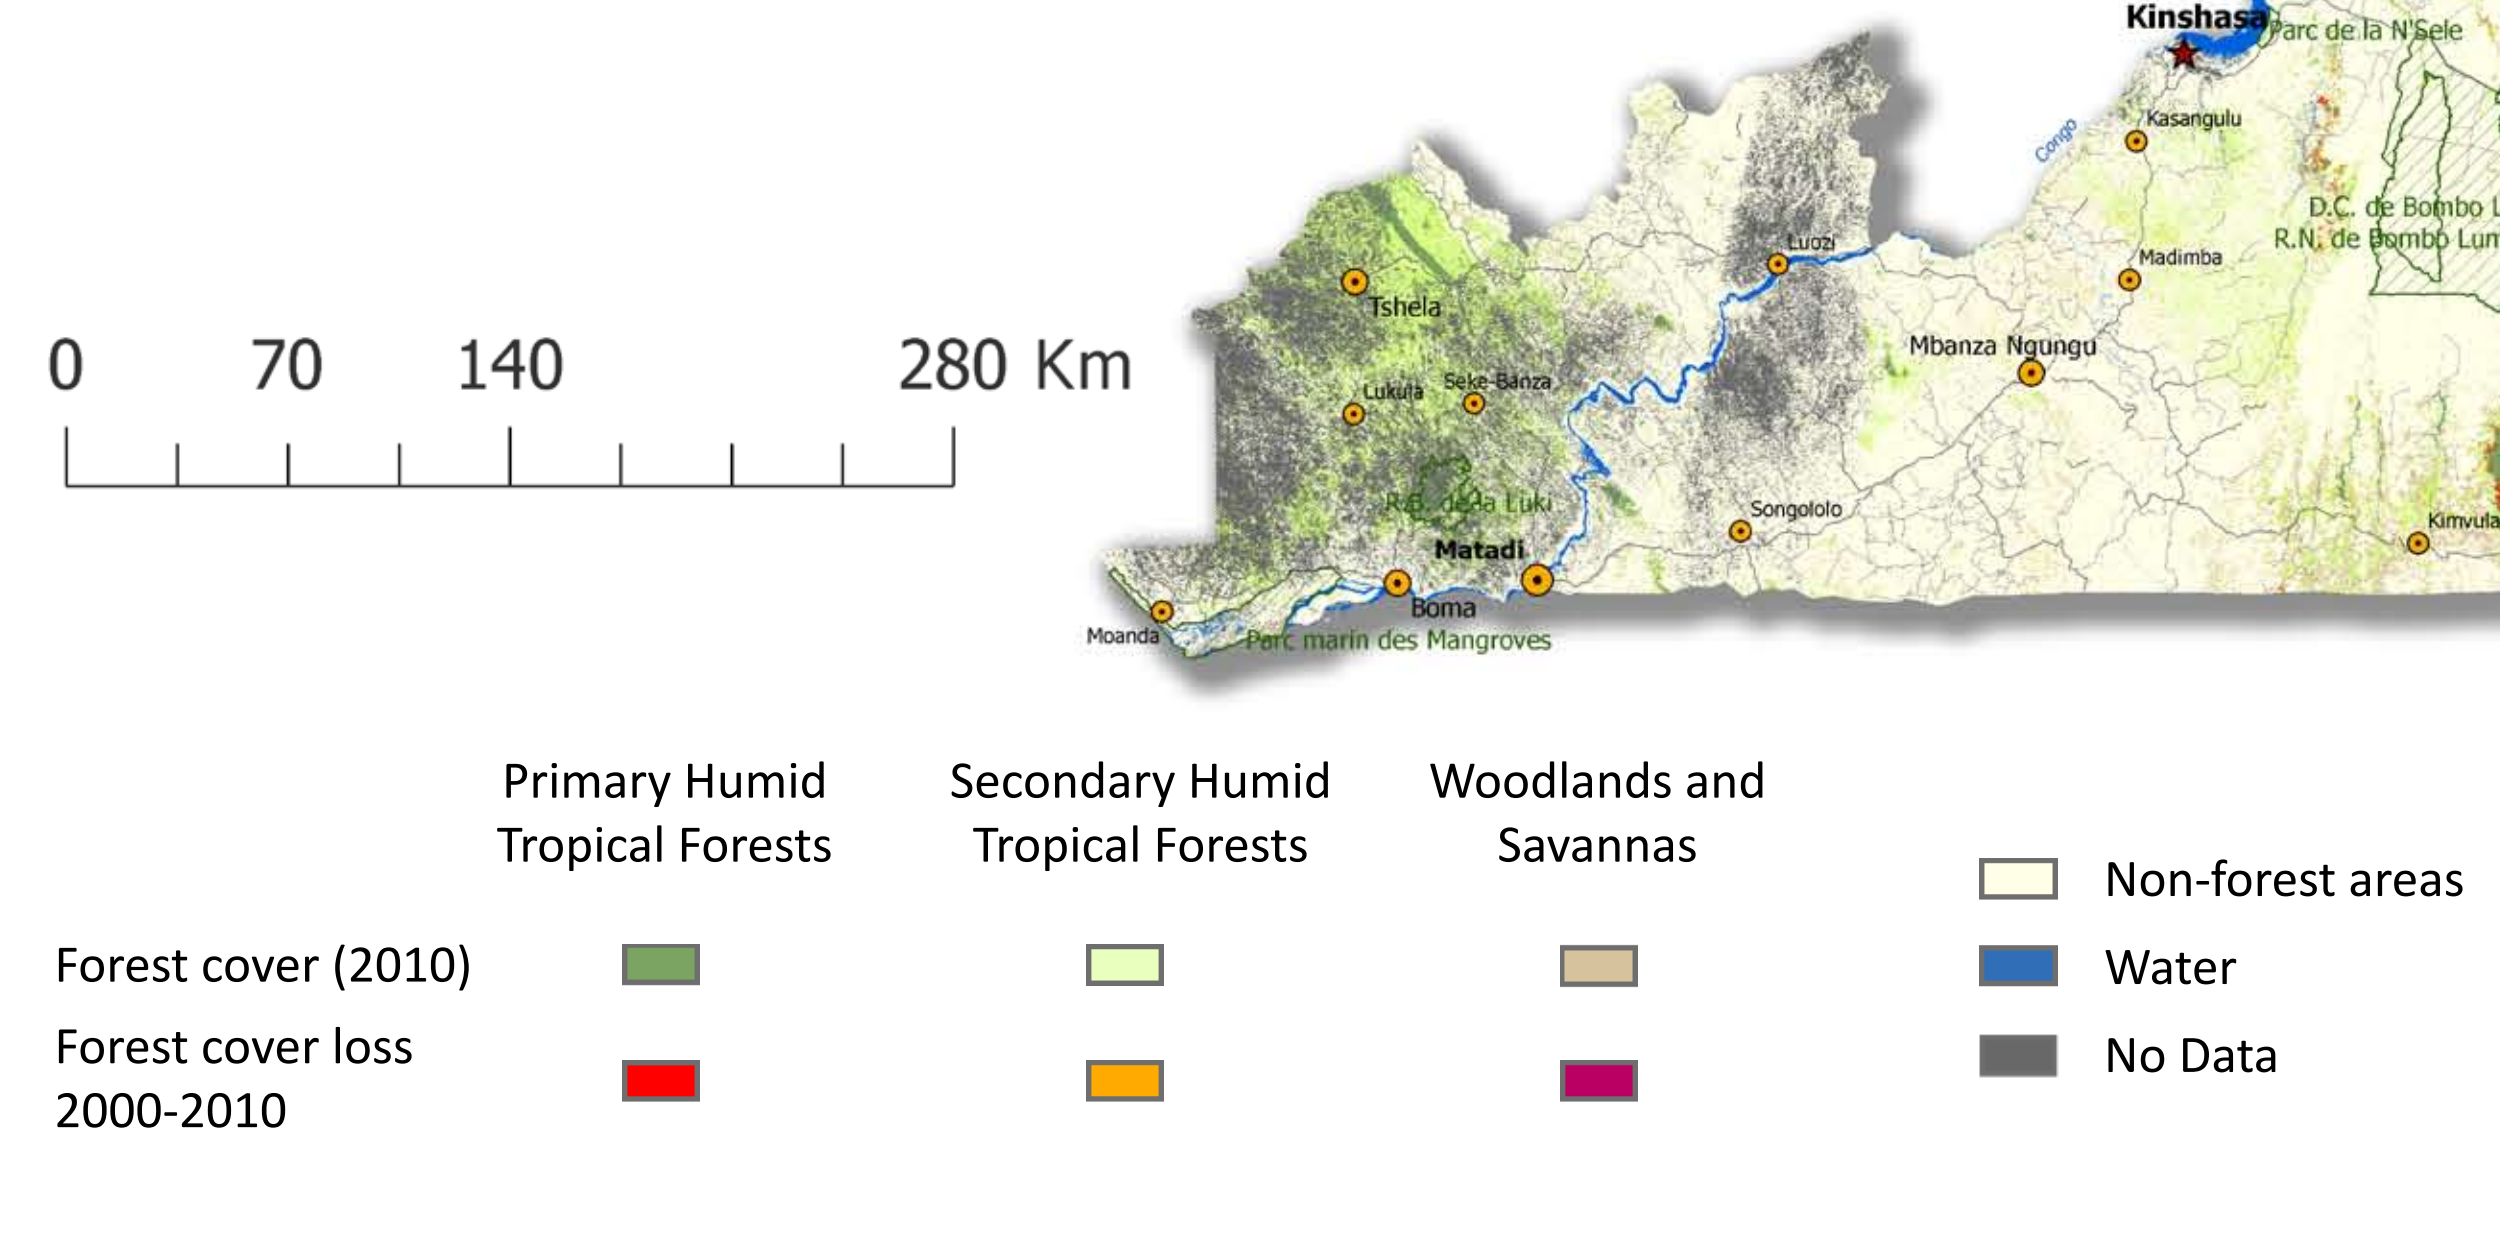 Kinshasa
Parc de la N'Sele
Kasangulu
Congo
D.C. de Bombo L
R.N. de Bombo Lum
Luozi
Madimba
Tshela
Mbanza Ngungu
0 70 140 280 Km
Lukula
Seke-Banza
R.B. de la Luki
Songololo
Kimvula
Matadi
Boma
Moanda
Parc marin des Mangroves
Primary Humid
Tropical Forests
Secondary Humid
Tropical Forests
Woodlands and
Savannas
Non-forest areas
Forest cover (2010)
Water
Forest cover loss
2000-2010
No Data